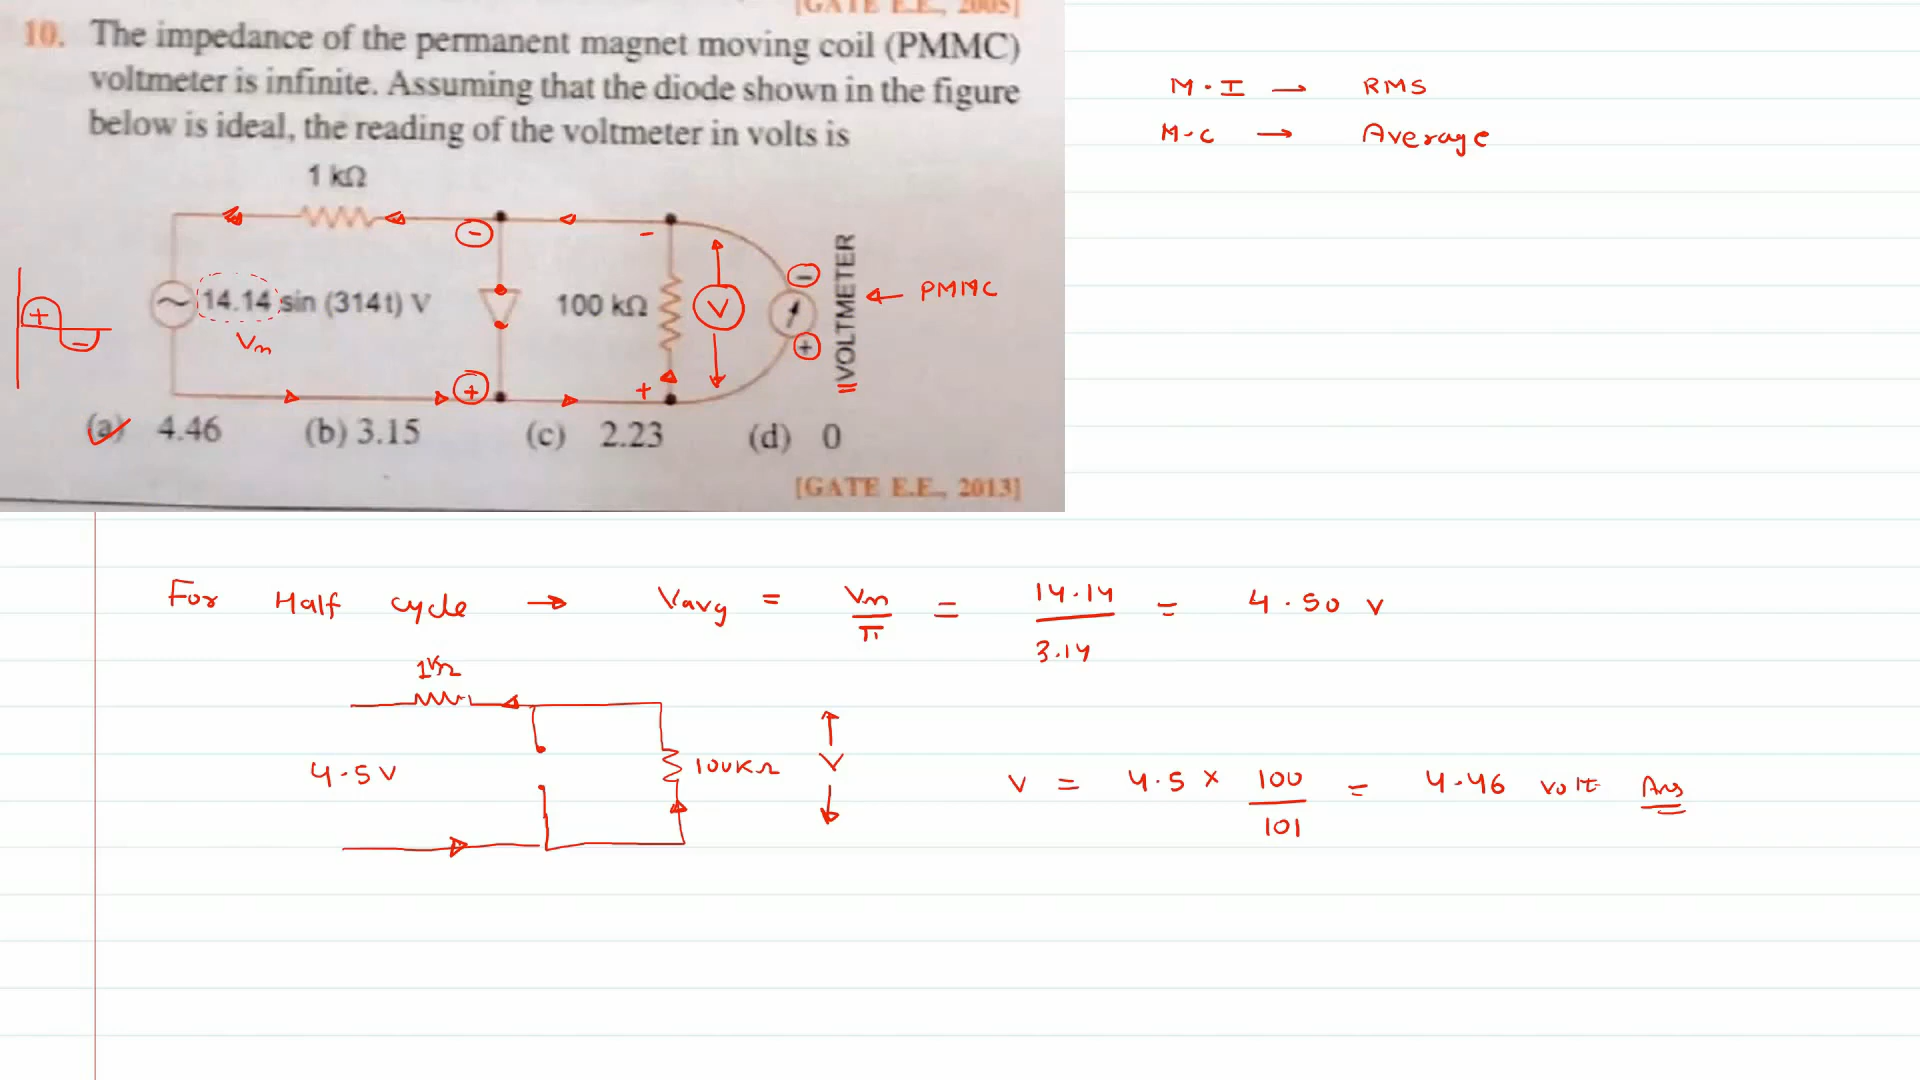 [GATE E.E., 2005]
10. The impedance of the permanent magnet moving coil (PMMC)
voltmeter is infinite. Assuming that the diode shown in the figure
below is ideal, the reading of the voltmeter in volts is
M.I → RMS
M.C → Average
1 kΩ
14.14 sin (314t) V
Vm
100 kΩ
V
VOLTMETER
← PMMC
(a) 4.46 (b) 3.15 (c) 2.23 (d) 0
[GATE E.E., 2013]
For Half cycle → Vavg = Vm/π = 14.14/3.14 = 4.50 V
1KΩ
4.5V
100KΩ
V
V = 4.5 × 100/101 = 4.46 volt Ans